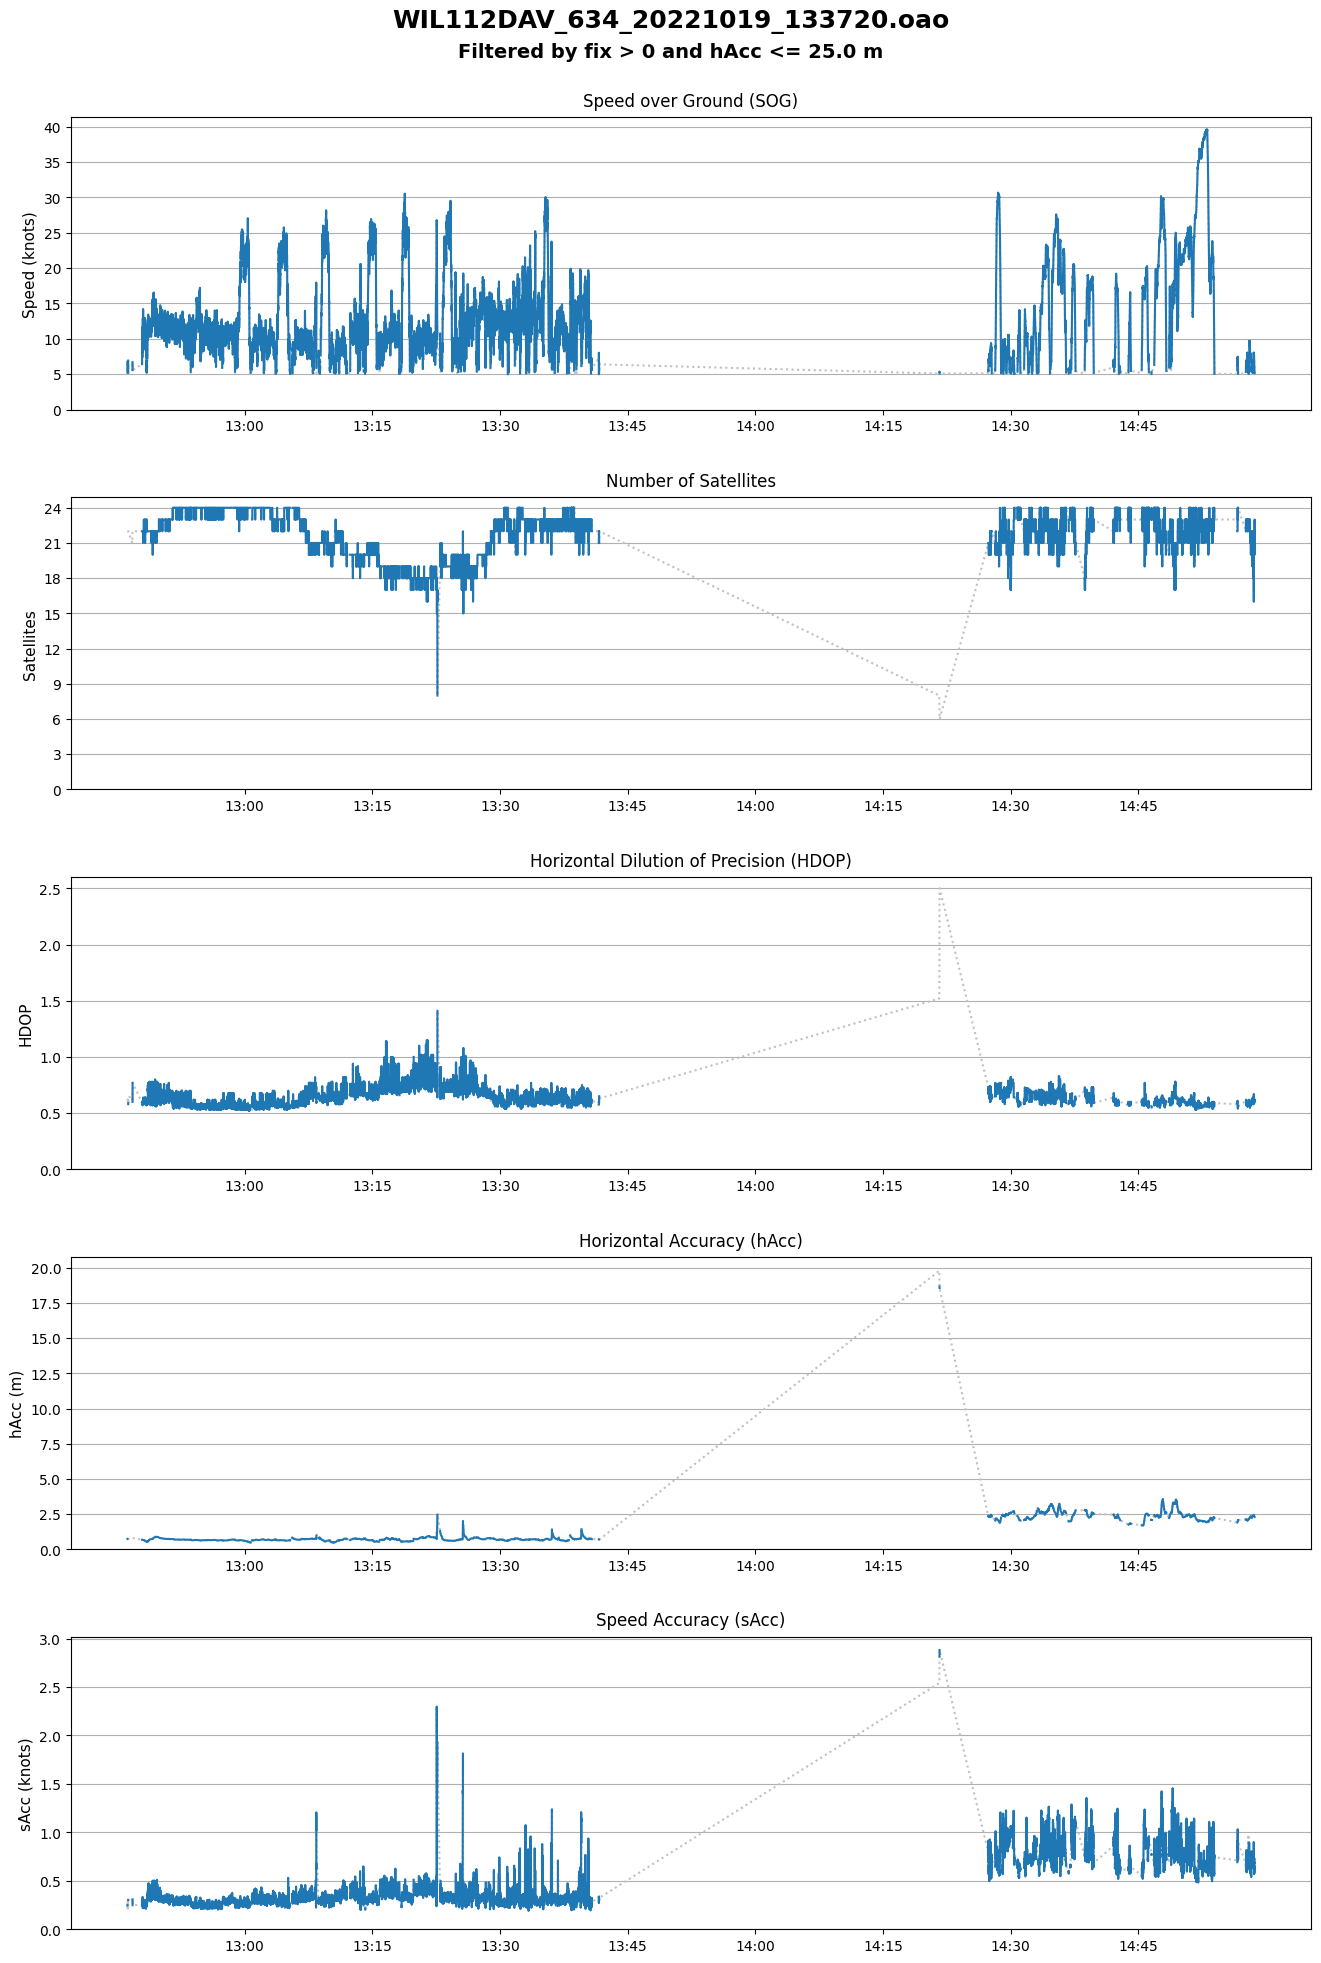 WIL112DAV_634_20221019_133720.oao
Filtered by fix > 0 and hAcc <= 25.0 m
Speed over Ground (SOG)
Speed (knots)
40
35
30
25
20
15
10
5
0
13:00 13:15 13:30 13:45 14:00 14:15 14:30 14:45
Number of Satellites
Satellites
24
21
18
15
12
9
6
3
0
13:00 13:15 13:30 13:45 14:00 14:15 14:30 14:45
Horizontal Dilution of Precision (HDOP)
HDOP
2.5
2.0
1.5
1.0
0.5
0.0
13:00 13:15 13:30 13:45 14:00 14:15 14:30 14:45
Horizontal Accuracy (hAcc)
hAcc (m)
20.0
17.5
15.0
12.5
10.0
7.5
5.0
2.5
0.0
13:00 13:15 13:30 13:45 14:00 14:15 14:30 14:45
Speed Accuracy (sAcc)
sAcc (knots)
3.0
2.5
2.0
1.5
1.0
0.5
0.0
13:00 13:15 13:30 13:45 14:00 14:15 14:30 14:45